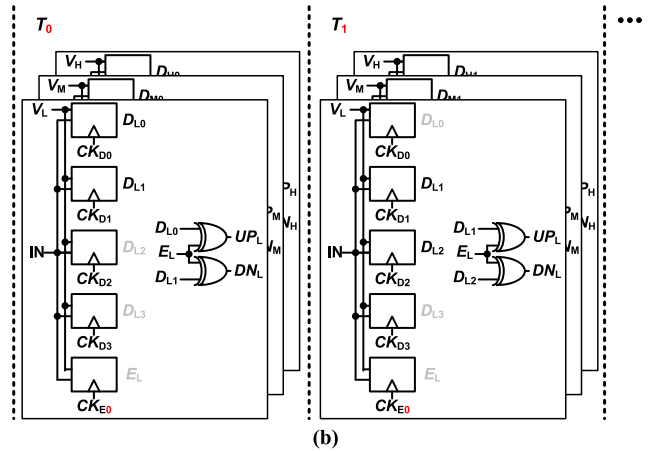 T0 T1 •••
VH DH0 VH DH1
VM DM0 VM DM1
VL DL0 VL DL0
CKD0 CKD0
DL1 PH DL1 PH
CKD1 PM NH CKD1 PM NH
DL0 UPL DL1 UPL
IN DL2 EL NM IN DL2 EL NM
CKD2 DL1 DNL CKD2 DL2 DNL
DL3 DL3
CKD3 CKD3
EL EL
CKE0 CKE0
(b)